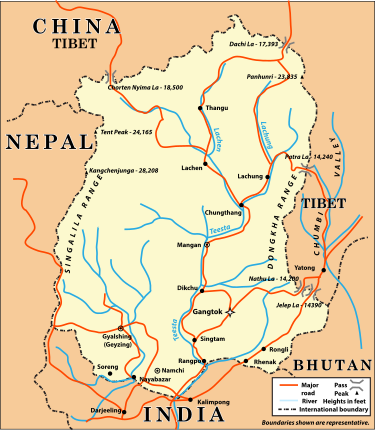 CHINA
TIBET
Dachi La - 17,393
Panhunri - 23,835
Chorten Nyima La - 18,500
Thangu
Tent Peak - 24,165
Lachen
Lachung
NEPAL
Patra La - 14,240
Kangchenjunga - 28,208
Lachen
Lachung
VALLEY
CHUMBI
TIBET
SINGALILA RANGE
DONGKHA RANGE
Chungthang
Teesta
Mangan
Yatong
Nathu La - 14,200
Dikchu
Jelep La - 14390
Gangtok
Teesta
Gyalshing
(Geyzing)
Singtam
Rongli
Rangpo
Rhenak
BHUTAN
Soreng
Namchi
Nayabazar
Kalimpong
Darjeeling
INDIA
Major road
River
Pass
Peak
Heights in feet
International boundary
Boundaries shown are representative.